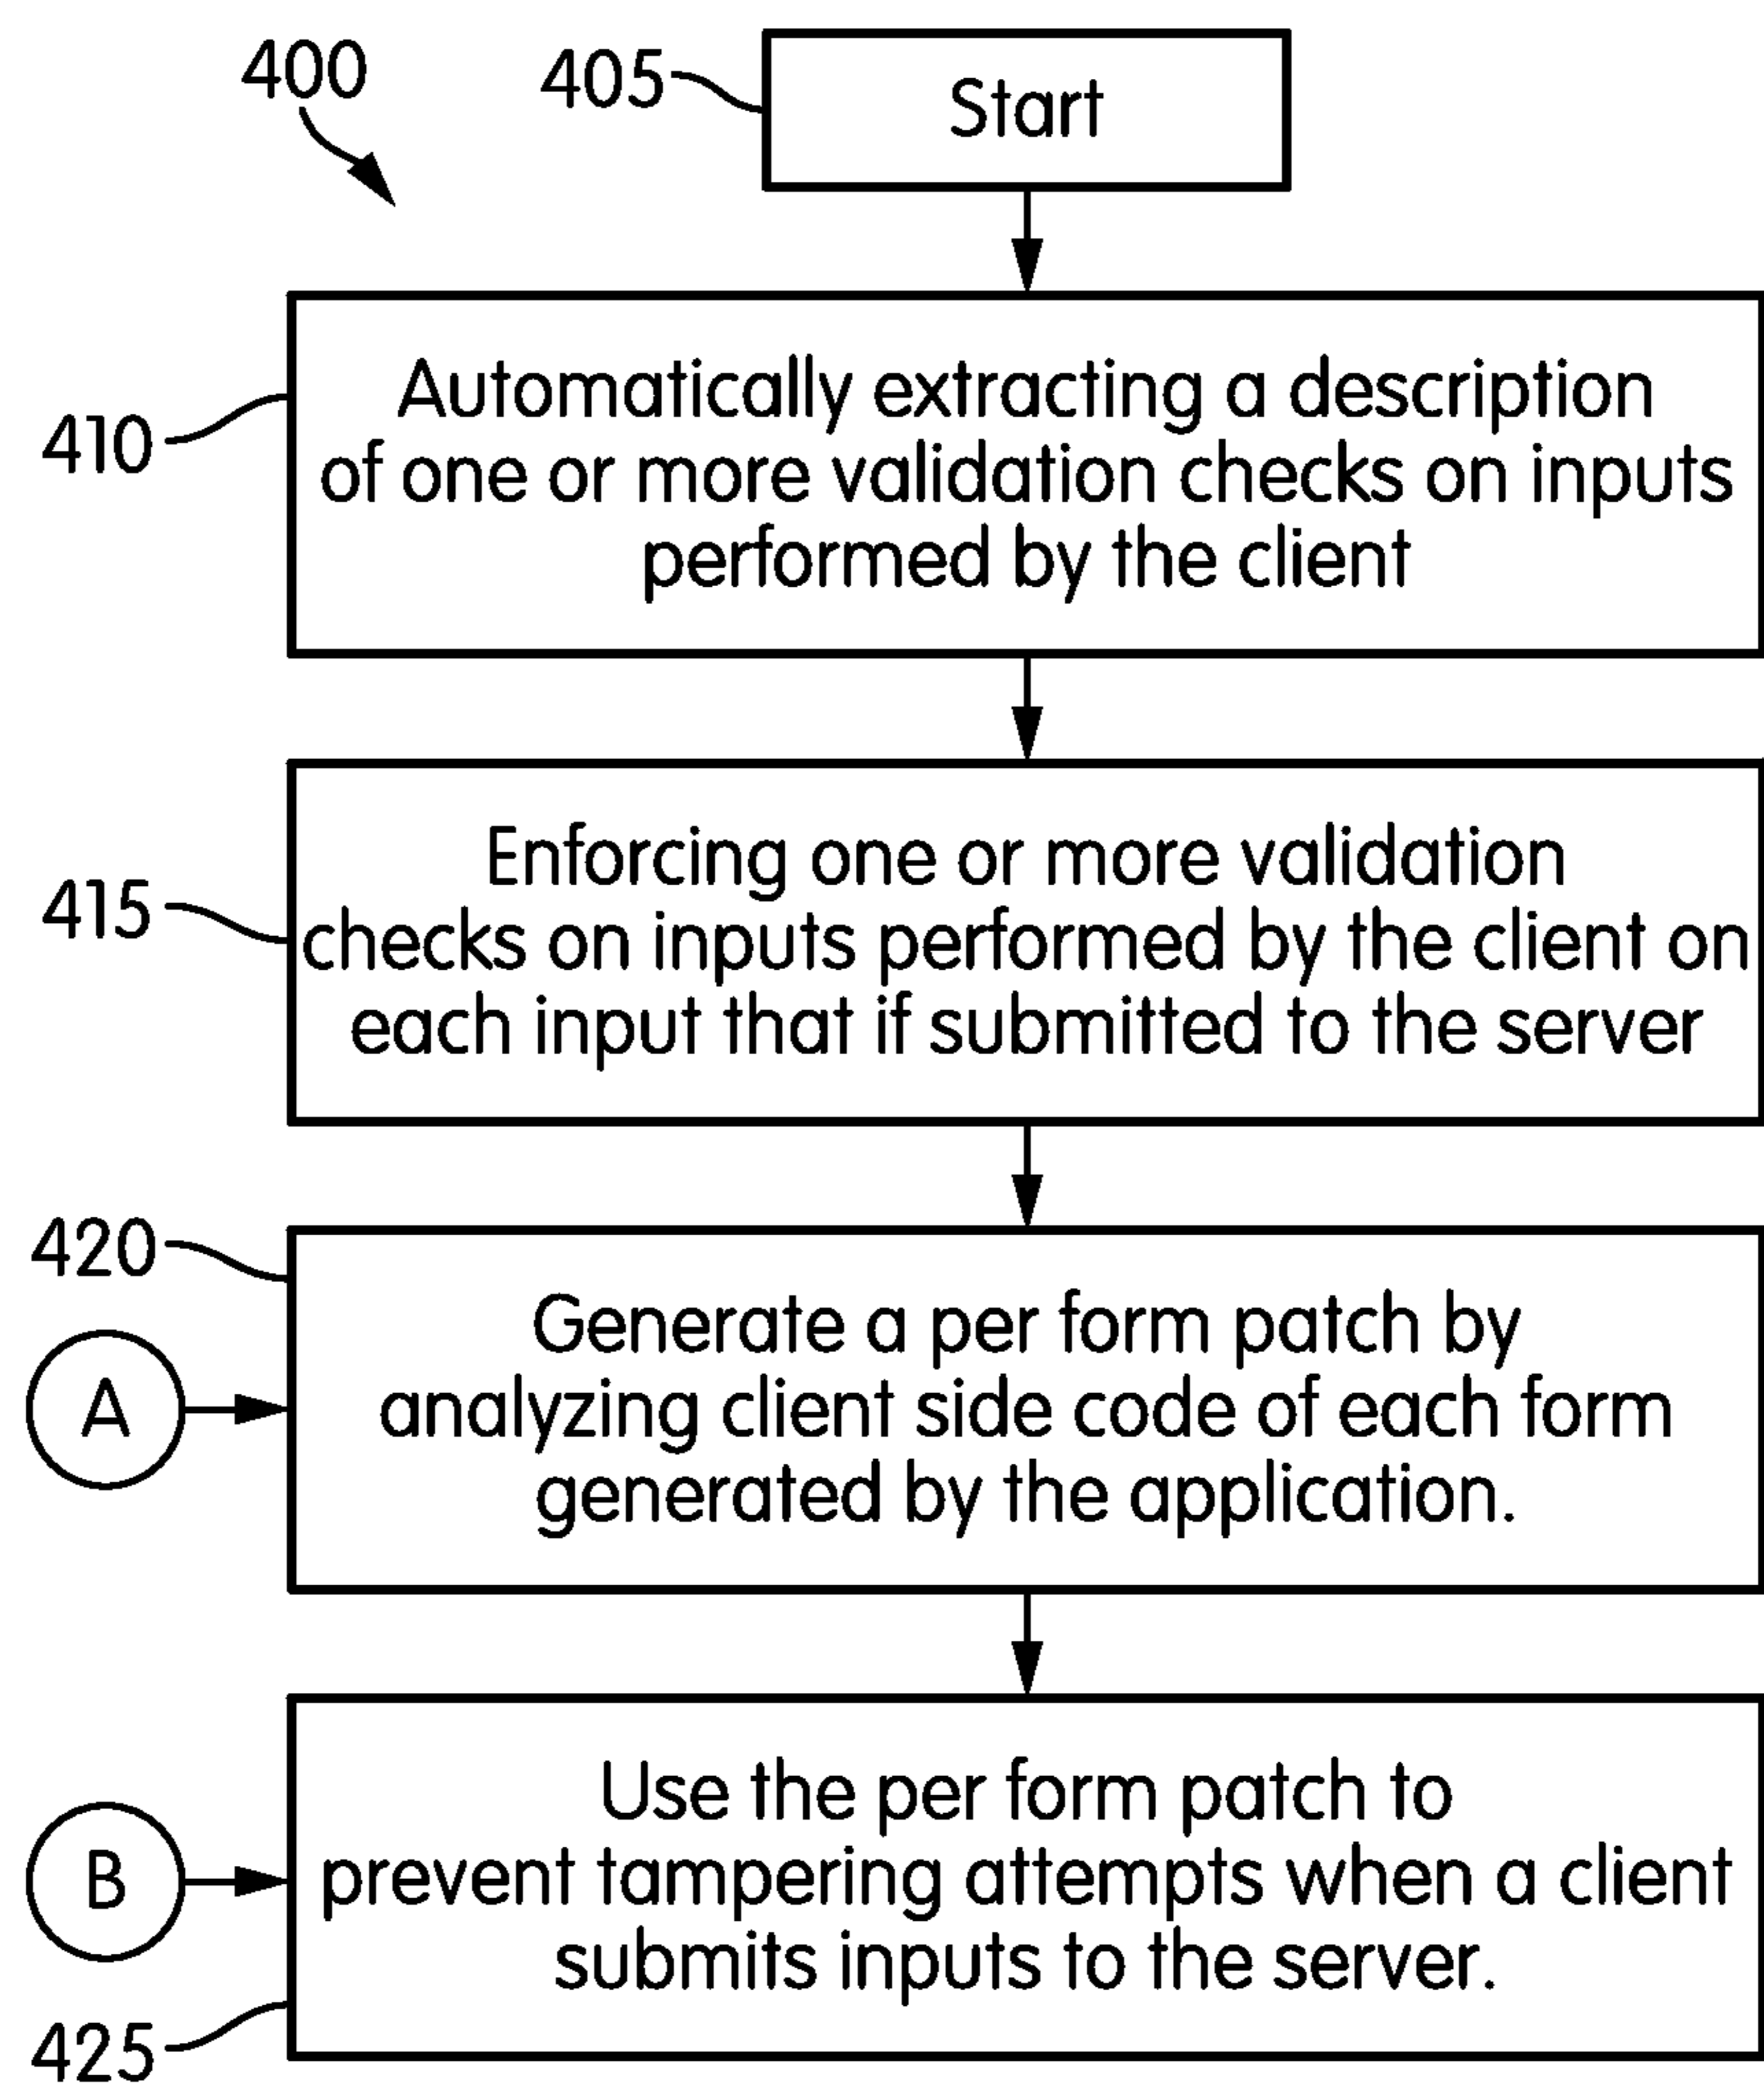 400
405
Start
410
Automatically extracting a description
of one or more validation checks on inputs
performed by the client
415
Enforcing one or more validation
checks on inputs performed by the client on
each input that if submitted to the server
420
A
Generate a per form patch by
analyzing client side code of each form
generated by the application.
B
Use the per form patch to
prevent tampering attempts when a client
submits inputs to the server.
425